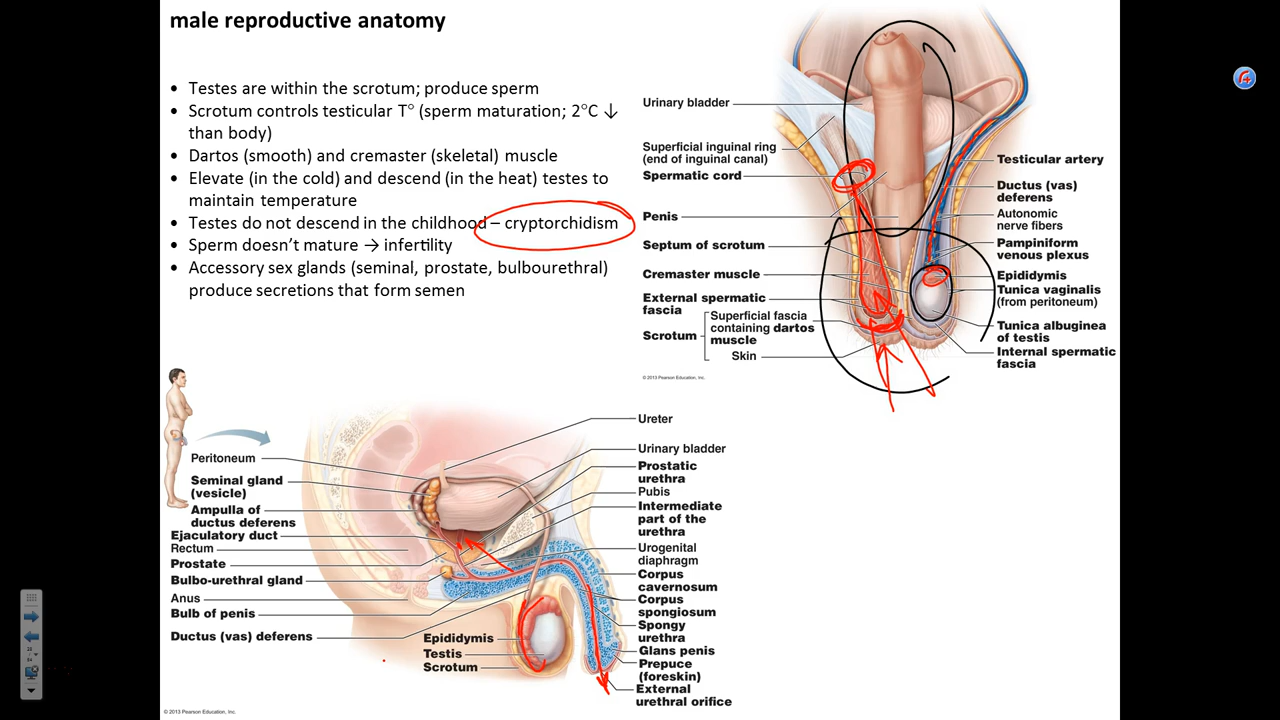 male reproductive anatomy
• Testes are within the scrotum; produce sperm
• Scrotum controls testicular T° (sperm maturation; 2°C ↓
than body)
• Dartos (smooth) and cremaster (skeletal) muscle
• Elevate (in the cold) and descend (in the heat) testes to
maintain temperature
• Testes do not descend in the childhood – cryptorchidism
• Sperm doesn’t mature → infertility
• Accessory sex glands (seminal, prostate, bulbourethral)
produce secretions that form semen
Urinary bladder
Superficial inguinal ring
(end of inguinal canal)
Spermatic cord
Penis
Septum of scrotum
Cremaster muscle
External spermatic
fascia
Scrotum
Superficial fascia
containing dartos
muscle
Skin
Testicular artery
Ductus (vas)
deferens
Autonomic
nerve fibers
Pampiniform
venous plexus
Epididymis
Tunica vaginalis
(from peritoneum)
Tunica albuginea
of testis
Internal spermatic
fascia
© 2013 Pearson Education, Inc.
Peritoneum
Seminal gland
(vesicle)
Ampulla of
ductus deferens
Ejaculatory duct
Rectum
Prostate
Bulbo-urethral gland
Anus
Bulb of penis
Ductus (vas) deferens
Epididymis
Testis
Scrotum
Ureter
Urinary bladder
Prostatic
urethra
Pubis
Intermediate
part of the
urethra
Urogenital
diaphragm
Corpus
cavernosum
Corpus
spongiosum
Spongy
urethra
Glans penis
Prepuce
(foreskin)
External
urethral orifice
© 2013 Pearson Education, Inc.